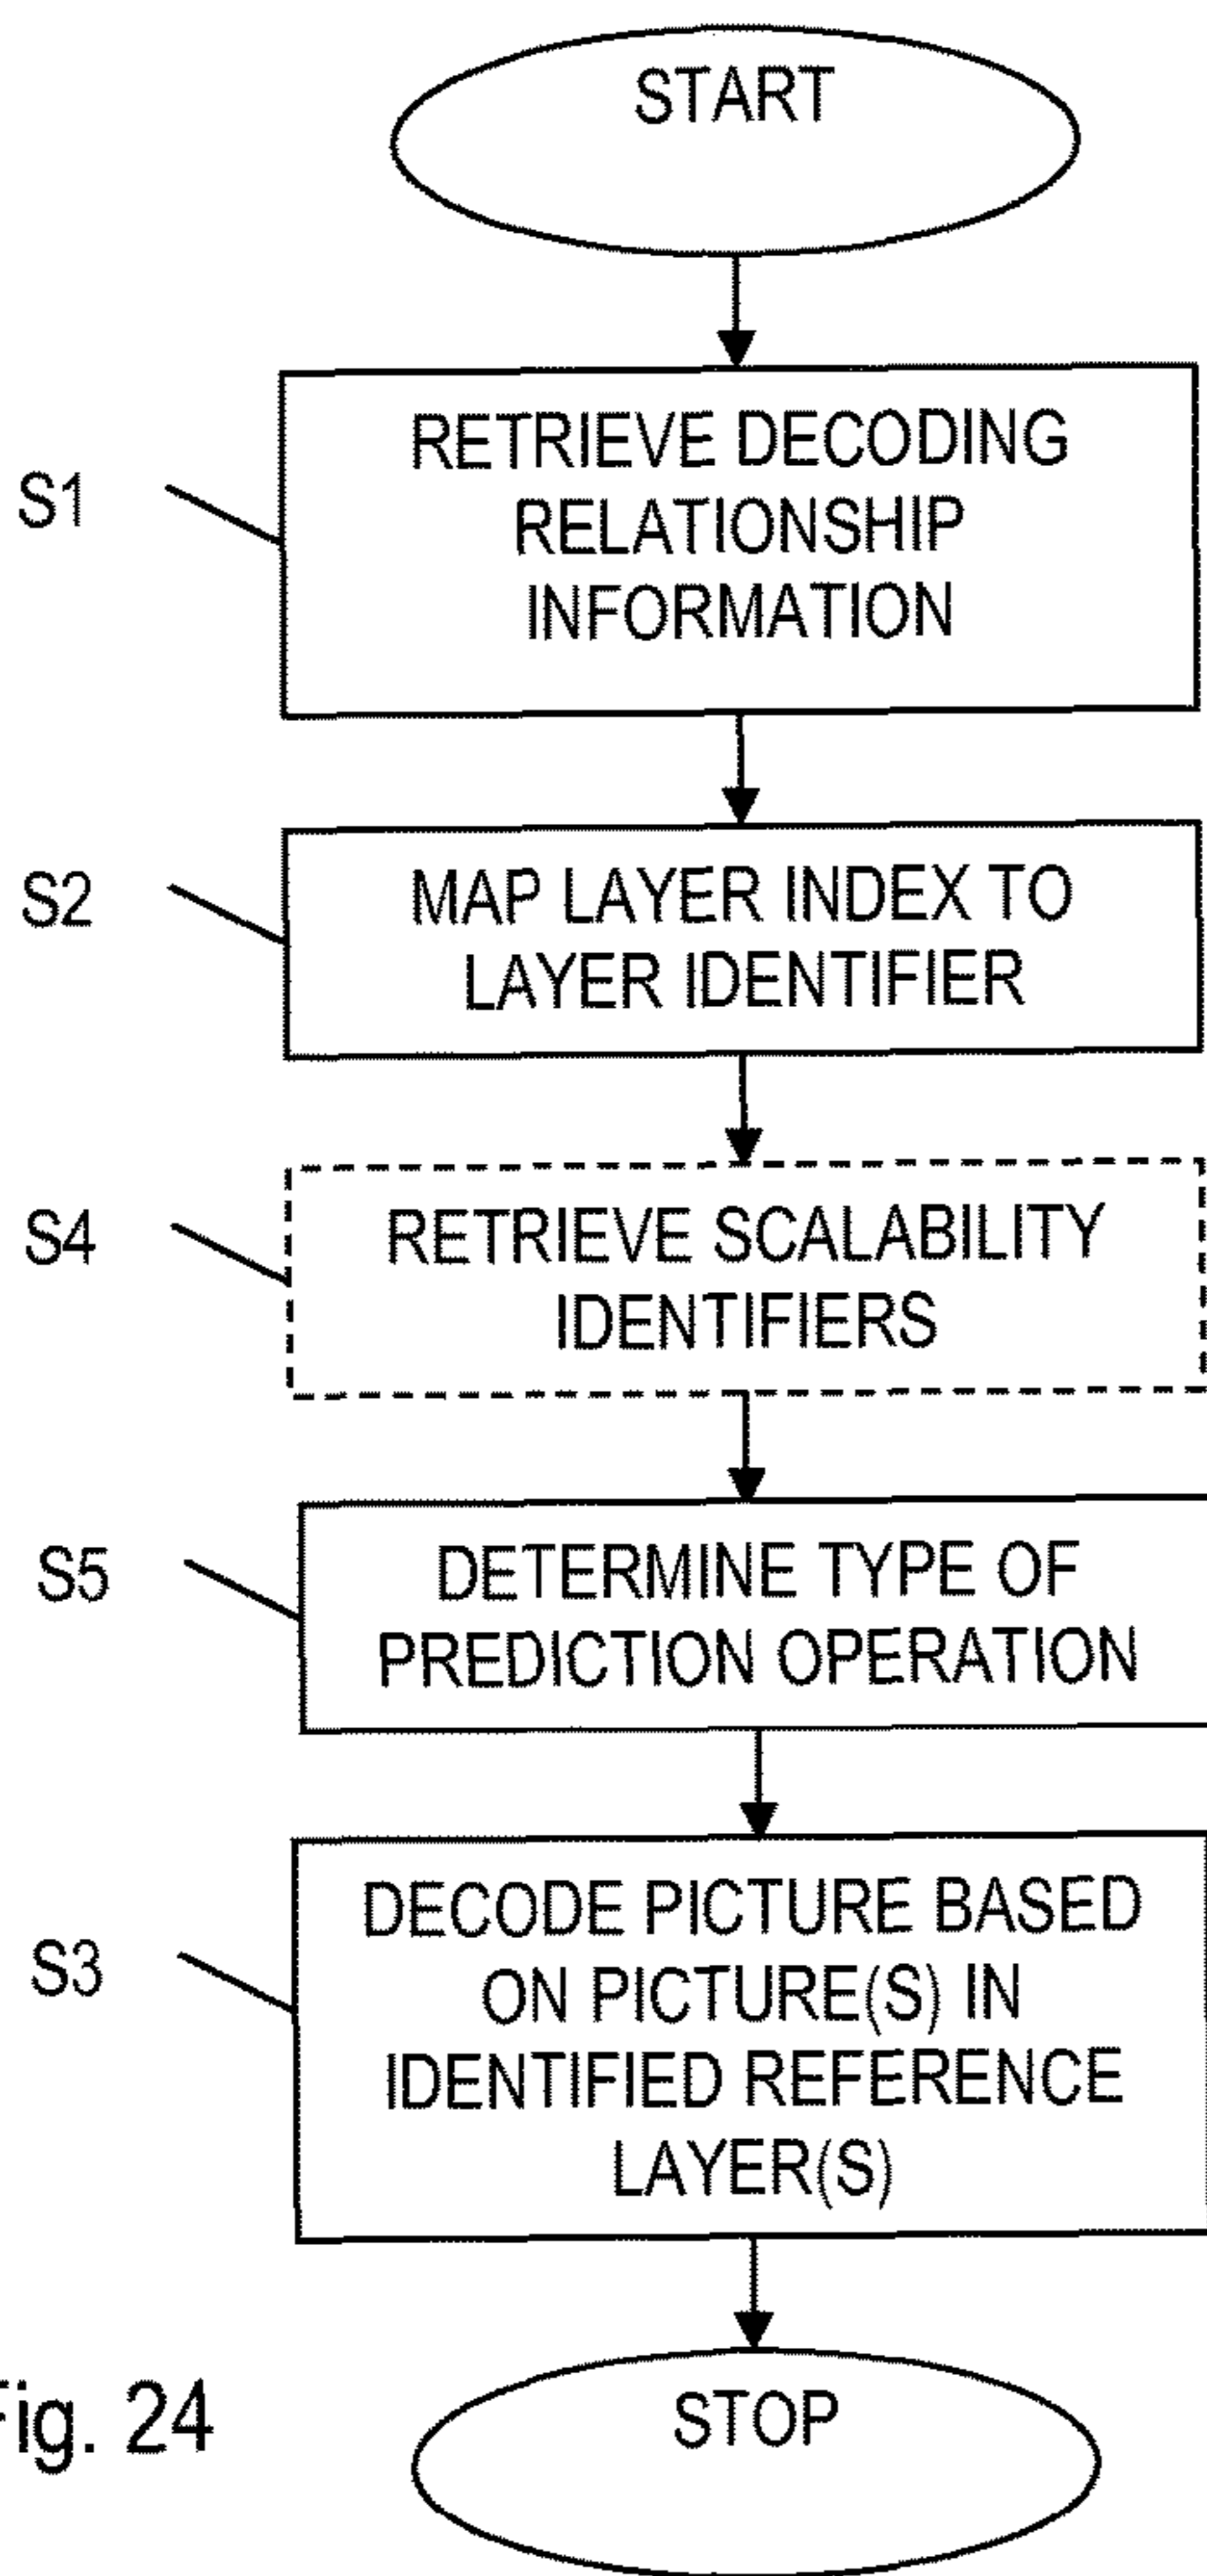 START
S1
RETRIEVE DECODING
RELATIONSHIP
INFORMATION
S2
MAP LAYER INDEX TO
LAYER IDENTIFIER
S4
RETRIEVE SCALABILITY
IDENTIFIERS
S5
DETERMINE TYPE OF
PREDICTION OPERATION
S3
DECODE PICTURE BASED
ON PICTURE(S) IN
IDENTIFIED REFERENCE
LAYER(S)
STOP
Fig. 24